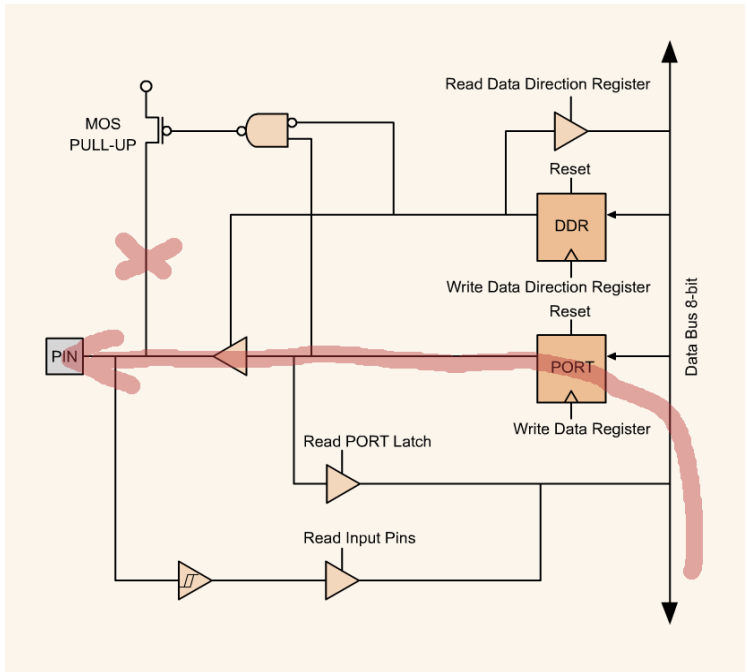 Read Data Direction Register
MOS
PULL-UP
Reset
DDR
Write Data Direction Register
Data Bus 8-bit
Reset
PIN
PORT
Write Data Register
Read PORT Latch
Read Input Pins